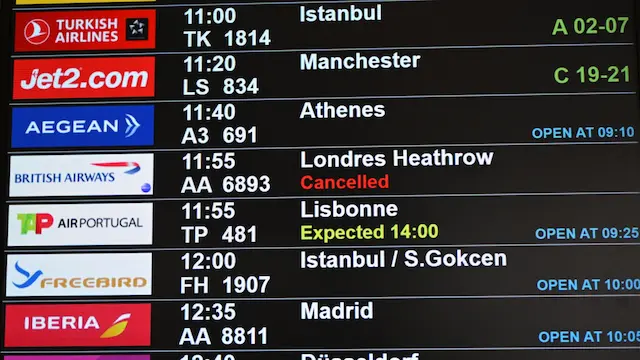 TURKISH AIRLINES 11:00 Istanbul A 02-07
TK 1814
Jet2.com 11:20 Manchester C 19-21
LS 834
AEGEAN 11:40 Athenes
A3 691 OPEN AT 09:10
BRITISH AIRWAYS 11:55 Londres Heathrow
AA 6893 Cancelled
TAP AIR PORTUGAL 11:55 Lisbonne
TP 481 Expected 14:00 OPEN AT 09:25
FREEBIRD 12:00 Istanbul / S.Gokcen
FH 1907 OPEN AT 10:00
IBERIA 12:35 Madrid
AA 8811 OPEN AT 10:05
12:40 Düsseldorf